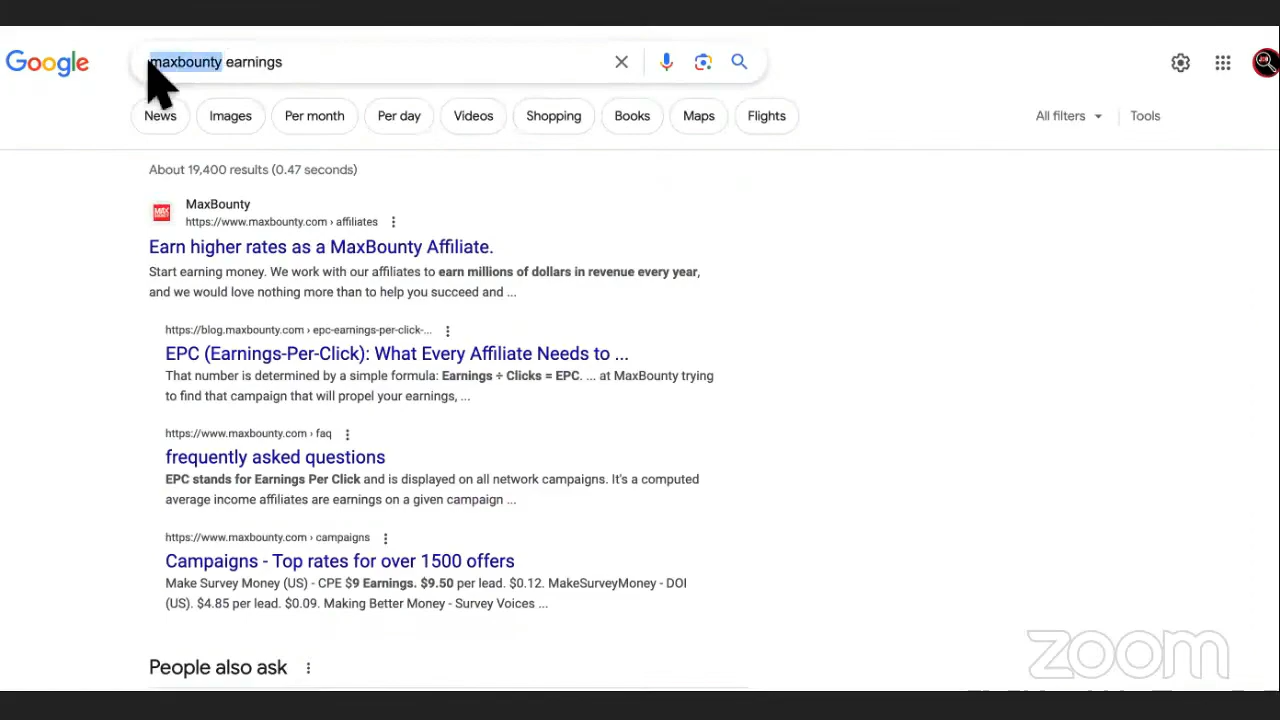 Google
maxbounty earnings
News
Images
Per month
Per day
Videos
Shopping
Books
Maps
Flights
All filters
Tools
About 19,400 results (0.47 seconds)
MaxBounty
https://www.maxbounty.com › affiliates
Earn higher rates as a MaxBounty Affiliate.
Start earning money. We work with our affiliates to earn millions of dollars in revenue every year,
and we would love nothing more than to help you succeed and ...
https://blog.maxbounty.com › epc-earnings-per-click-...
EPC (Earnings-Per-Click): What Every Affiliate Needs to ...
That number is determined by a simple formula: Earnings ÷ Clicks = EPC. ... at MaxBounty trying
to find that campaign that will propel your earnings, ...
https://www.maxbounty.com › faq
frequently asked questions
EPC stands for Earnings Per Click and is displayed on all network campaigns. It's a computed
average income affiliates are earnings on a given campaign ...
https://www.maxbounty.com › campaigns
Campaigns - Top rates for over 1500 offers
Make Survey Money (US) - CPE $9 Earnings. $9.50 per lead. $0.12. MakeSurveyMoney - DOI
(US). $4.85 per lead. $0.09. Making Better Money - Survey Voices ...
People also ask
zoom